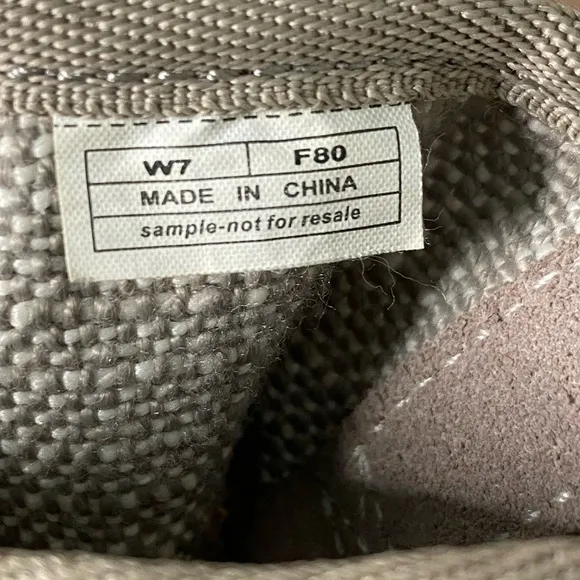 W7 F80
MADE IN CHINA
sample-not for resale